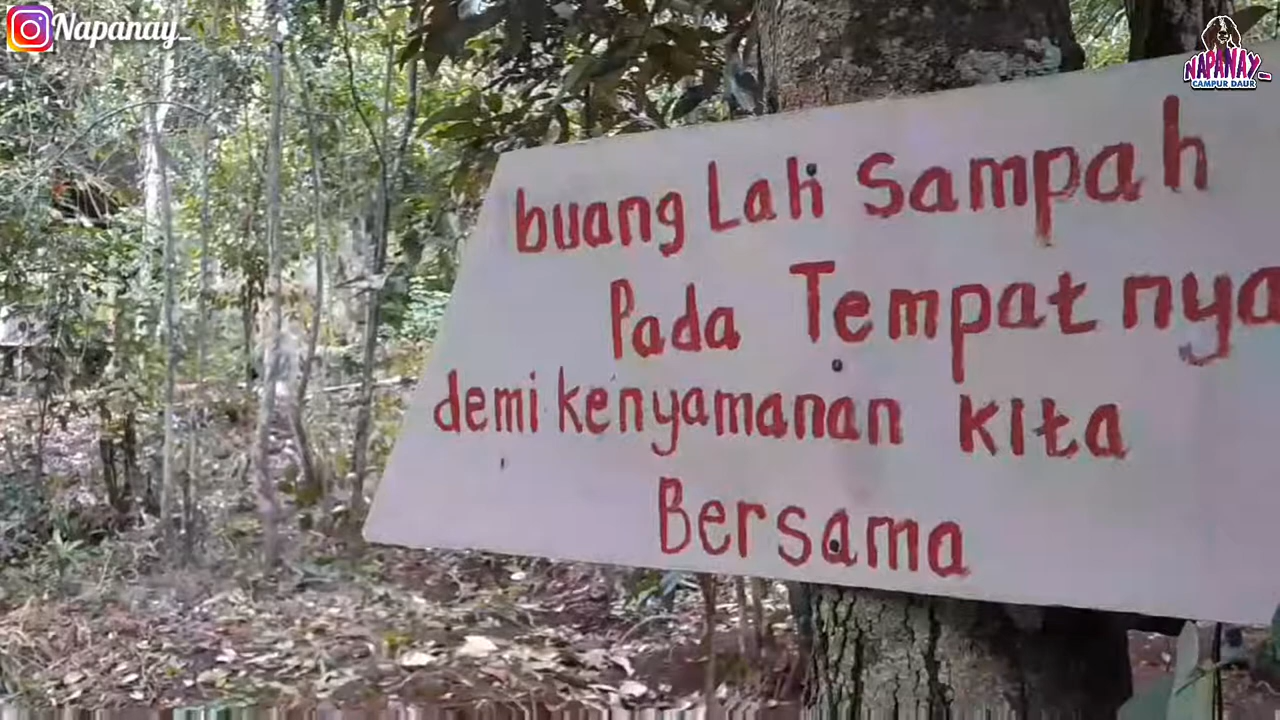 Napanay_
NAPANAY_
CAMPUR DAUR
buang Lah Sampah
Pada Tempatnya
demi kenyamanan kita
Bersama